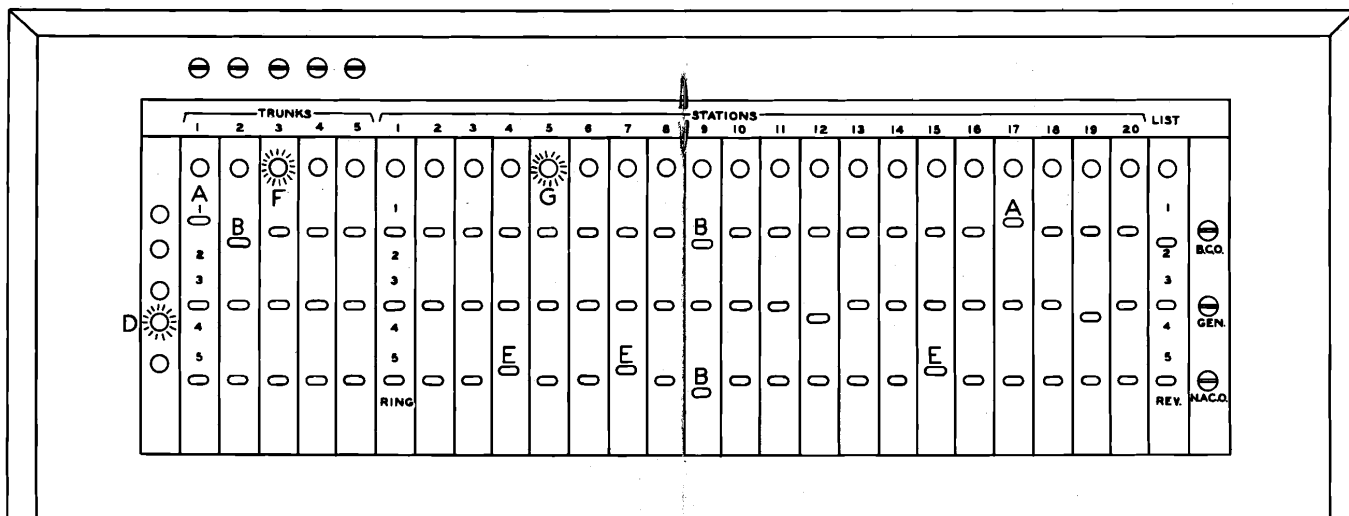 TRUNKS STATIONS LIST
1 2 3 4 5 1 2 3 4 5 6 7 8 9 10 11 12 13 14 15 16 17 18 19 20
F G
A A
1 1 1
B B
2 2 2 B.C.O.
3 3 3
D 4 4 4 GEN.
5 5 E E E 5
B
RING REV. N.A.C.O.